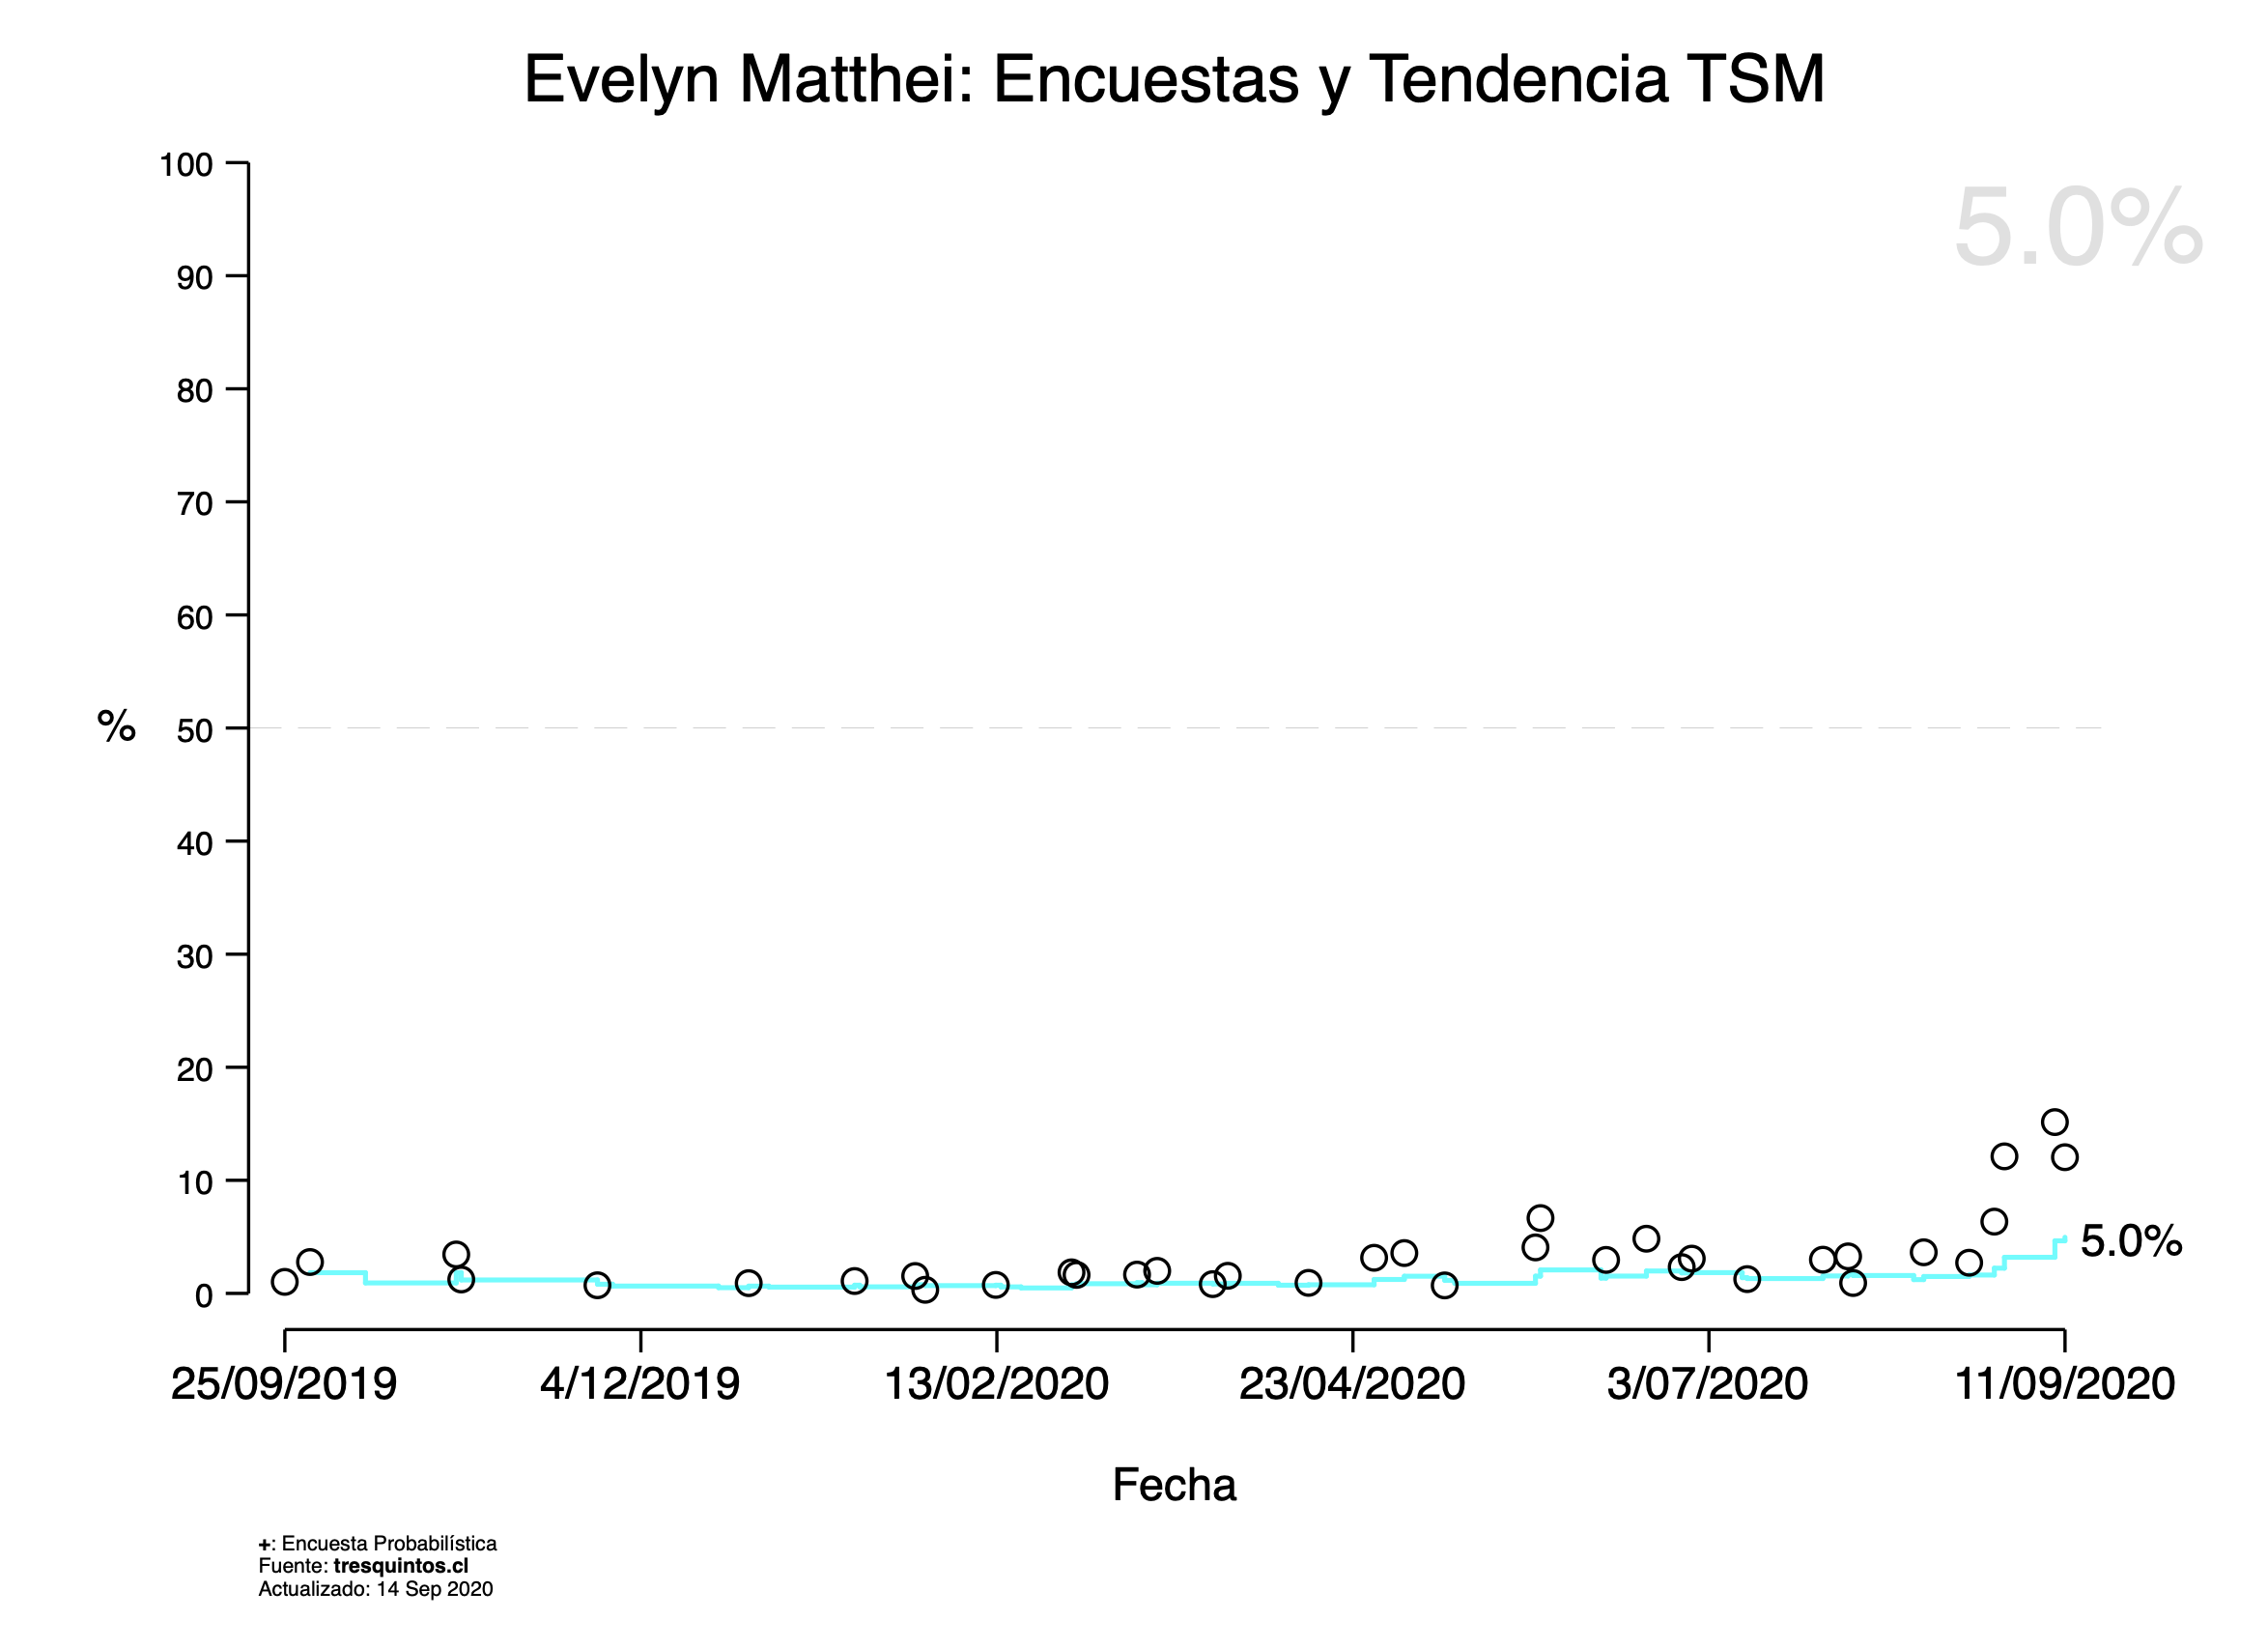 Evelyn Matthei: Encuestas y Tendencia TSM
5.0%
100
90
80
70
60
50
40
30
20
10
0
%
5.0%
25/09/2019 4/12/2019 13/02/2020 23/04/2020 3/07/2020 11/09/2020
Fecha
+: Encuesta Probabilística
Fuente: tresquintos.cl
Actualizado: 14 Sep 2020